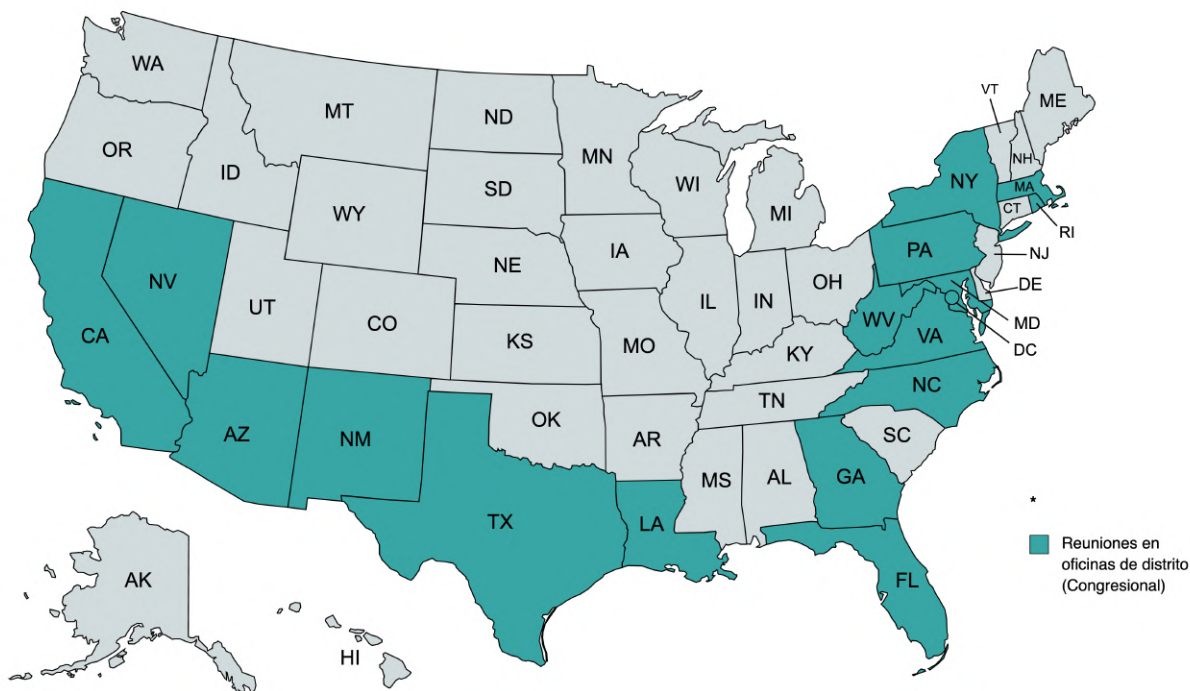 WA
MT
ND
MN
VT
ME
OR
ID
SD
WI
NH
NY
MA
WY
MI
CT
RI
IA
PA
NJ
NE
OH
DE
NV
IL
IN
UT
CO
WV
MD
CA
KS
MO
VA
KY
DC
NC
TN
OK
AZ
NM
AR
SC
MS
AL
GA
*
TX
LA
Reuniones en
oficinas de distrito
(Congresional)
AK
FL
HI